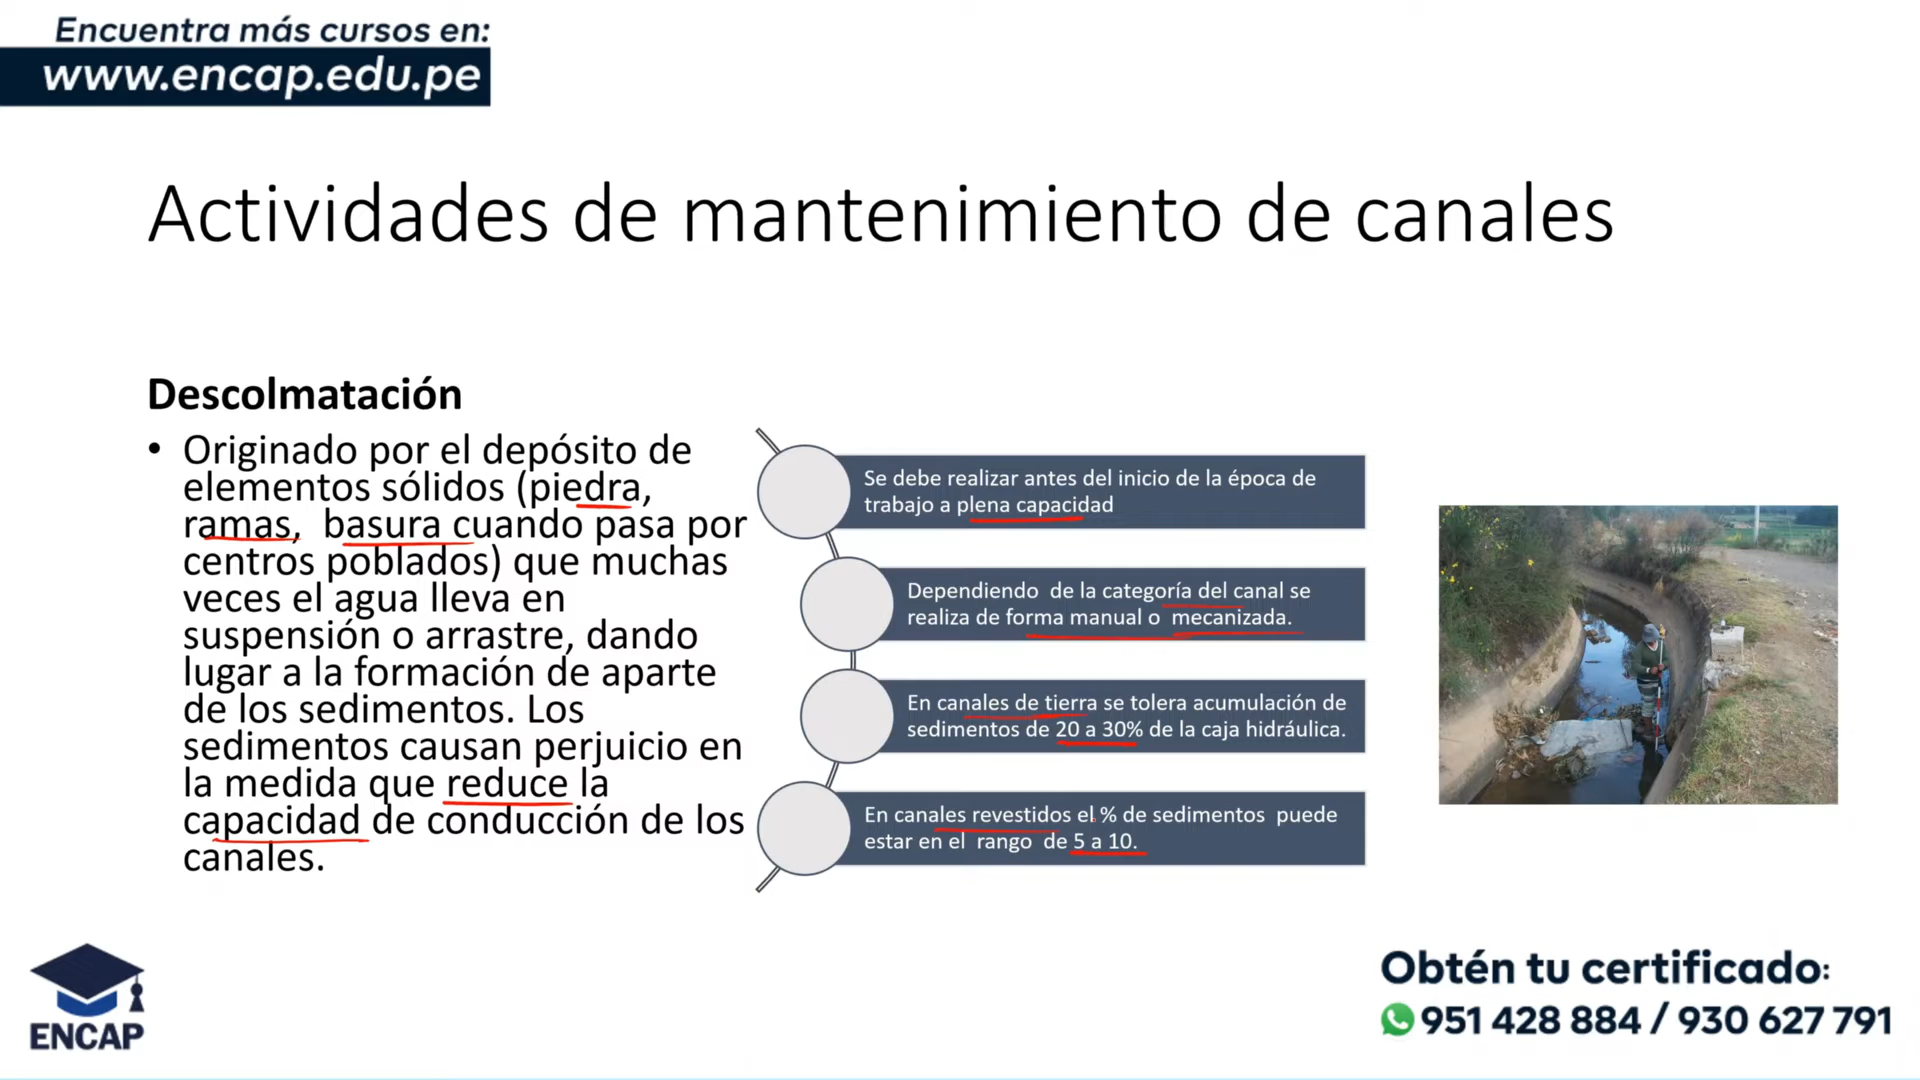 Encuentra más cursos en:
www.encap.edu.pe
Actividades de mantenimiento de canales
Descolmatación
• Originado por el depósito de
elementos sólidos (piedra,
ramas,  basura cuando pasa por
centros poblados) que muchas
veces el agua lleva en
suspensión o arrastre, dando
lugar a la formación de aparte
de los sedimentos. Los
sedimentos causan perjuicio en
la medida que reduce la
capacidad de conducción de los
canales.
Se debe realizar antes del inicio de la época de
trabajo a plena capacidad
Dependiendo  de la categoría del canal se
realiza de forma manual o  mecanizada.
En canales de tierra se tolera acumulación de
sedimentos de 20 a 30% de la caja hidráulica.
En canales revestidos el % de sedimentos  puede
estar en el  rango  de 5 a 10.
ENCAP
Obtén tu certificado:
951 428 884 / 930 627 791